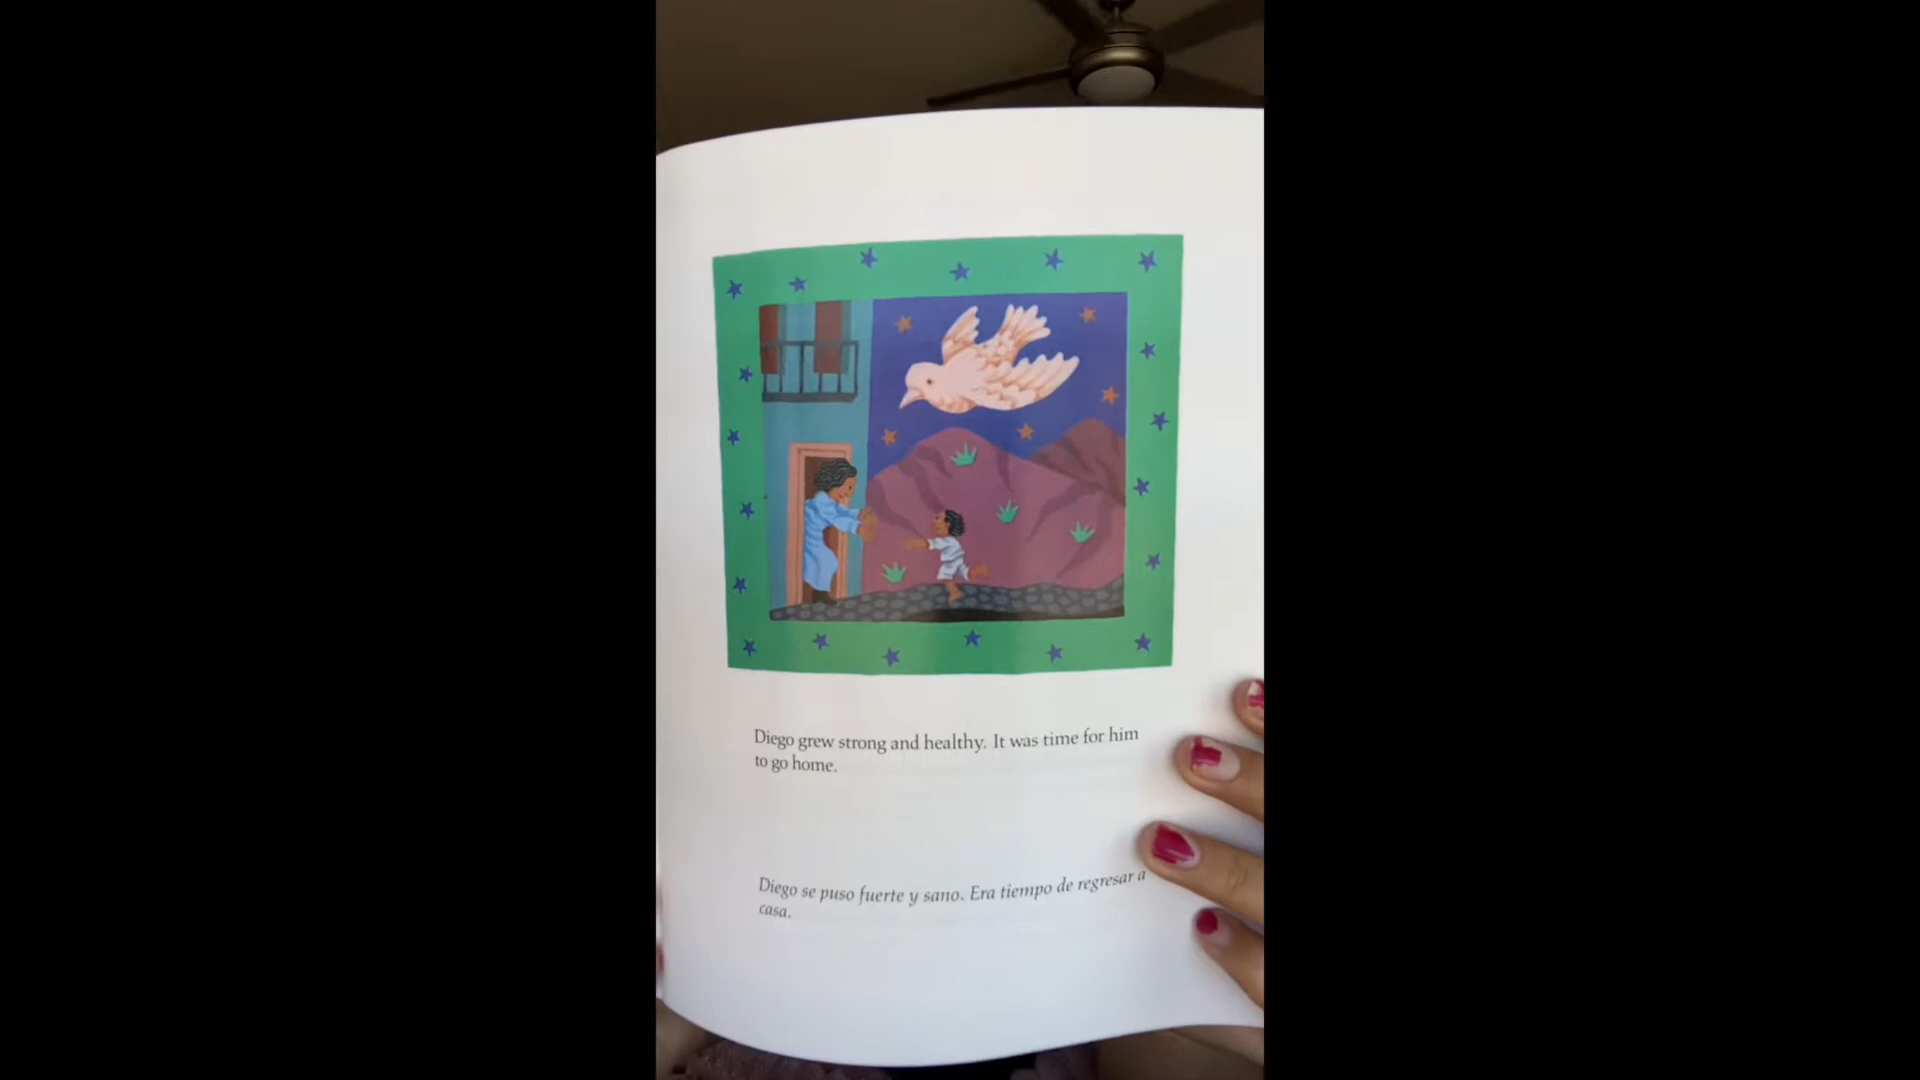 Diego grew strong and healthy. It was time for him
to go home.
Diego se puso fuerte y sano. Era tiempo de regresar a
casa.